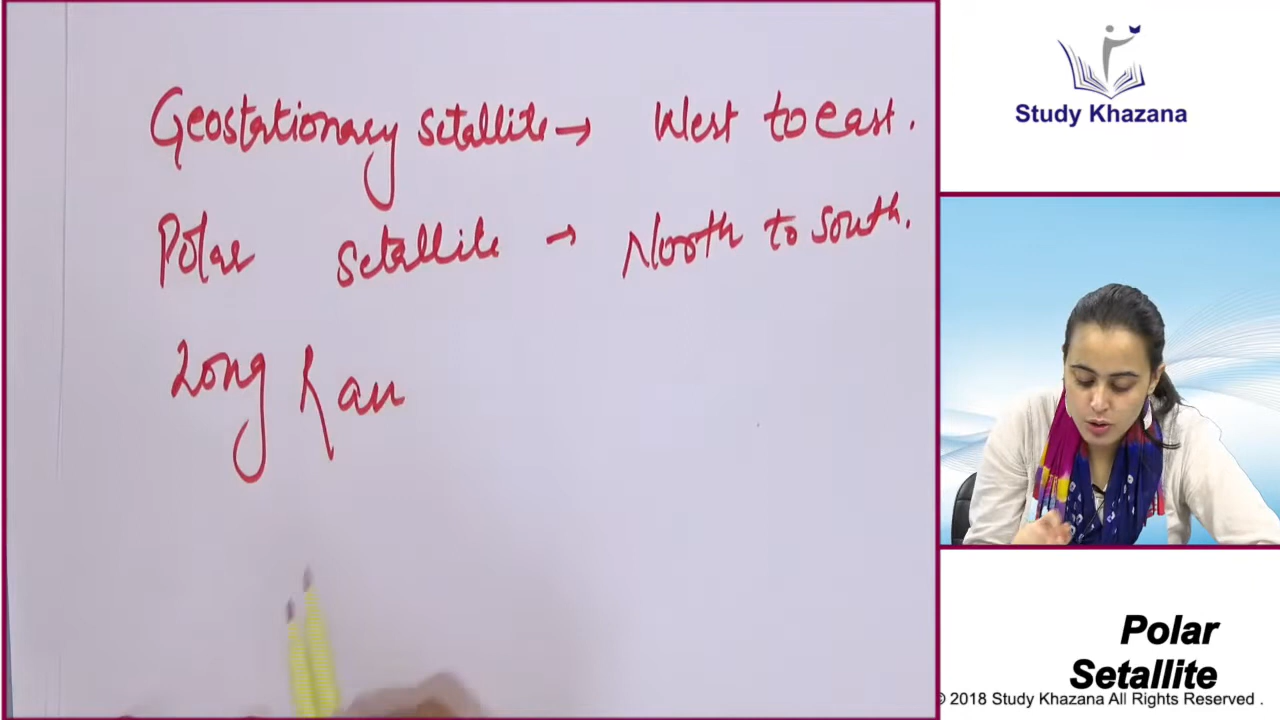 Geostationary setallite → West to east.
Polar setallite → North to south.
Long ran
Study Khazana
Polar
Setallite
© 2018 Study Khazana All Rights Reserved .